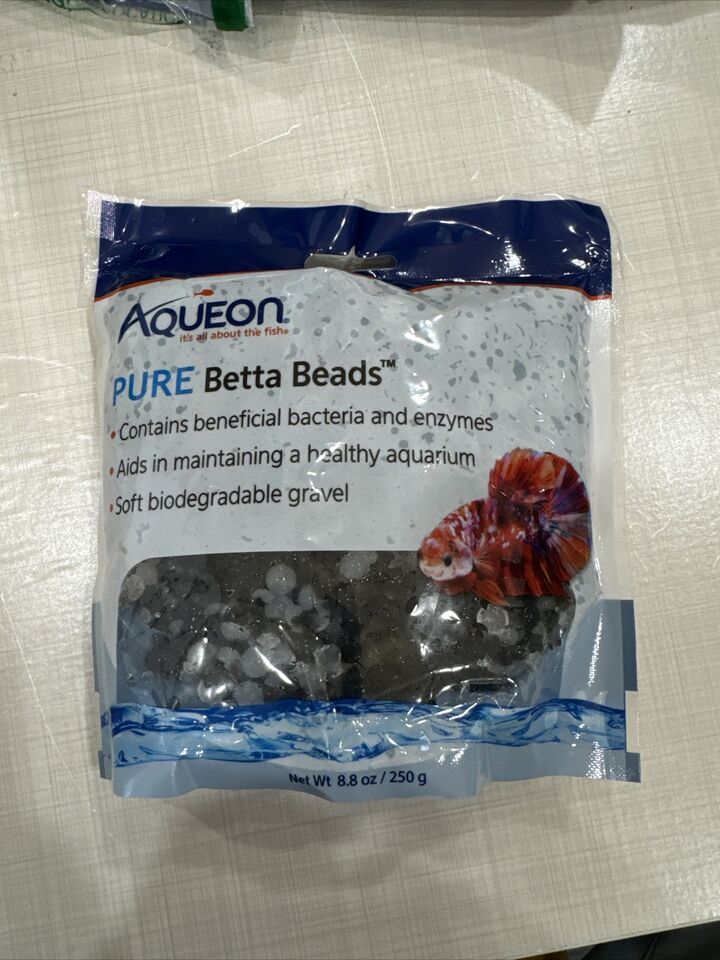 AQUEON®
it's all about the fish®
PURE Betta Beads™
• Contains beneficial bacteria and enzymes
• Aids in maintaining a healthy aquarium
• Soft biodegradable gravel
Net Wt 8.8 oz / 250 g